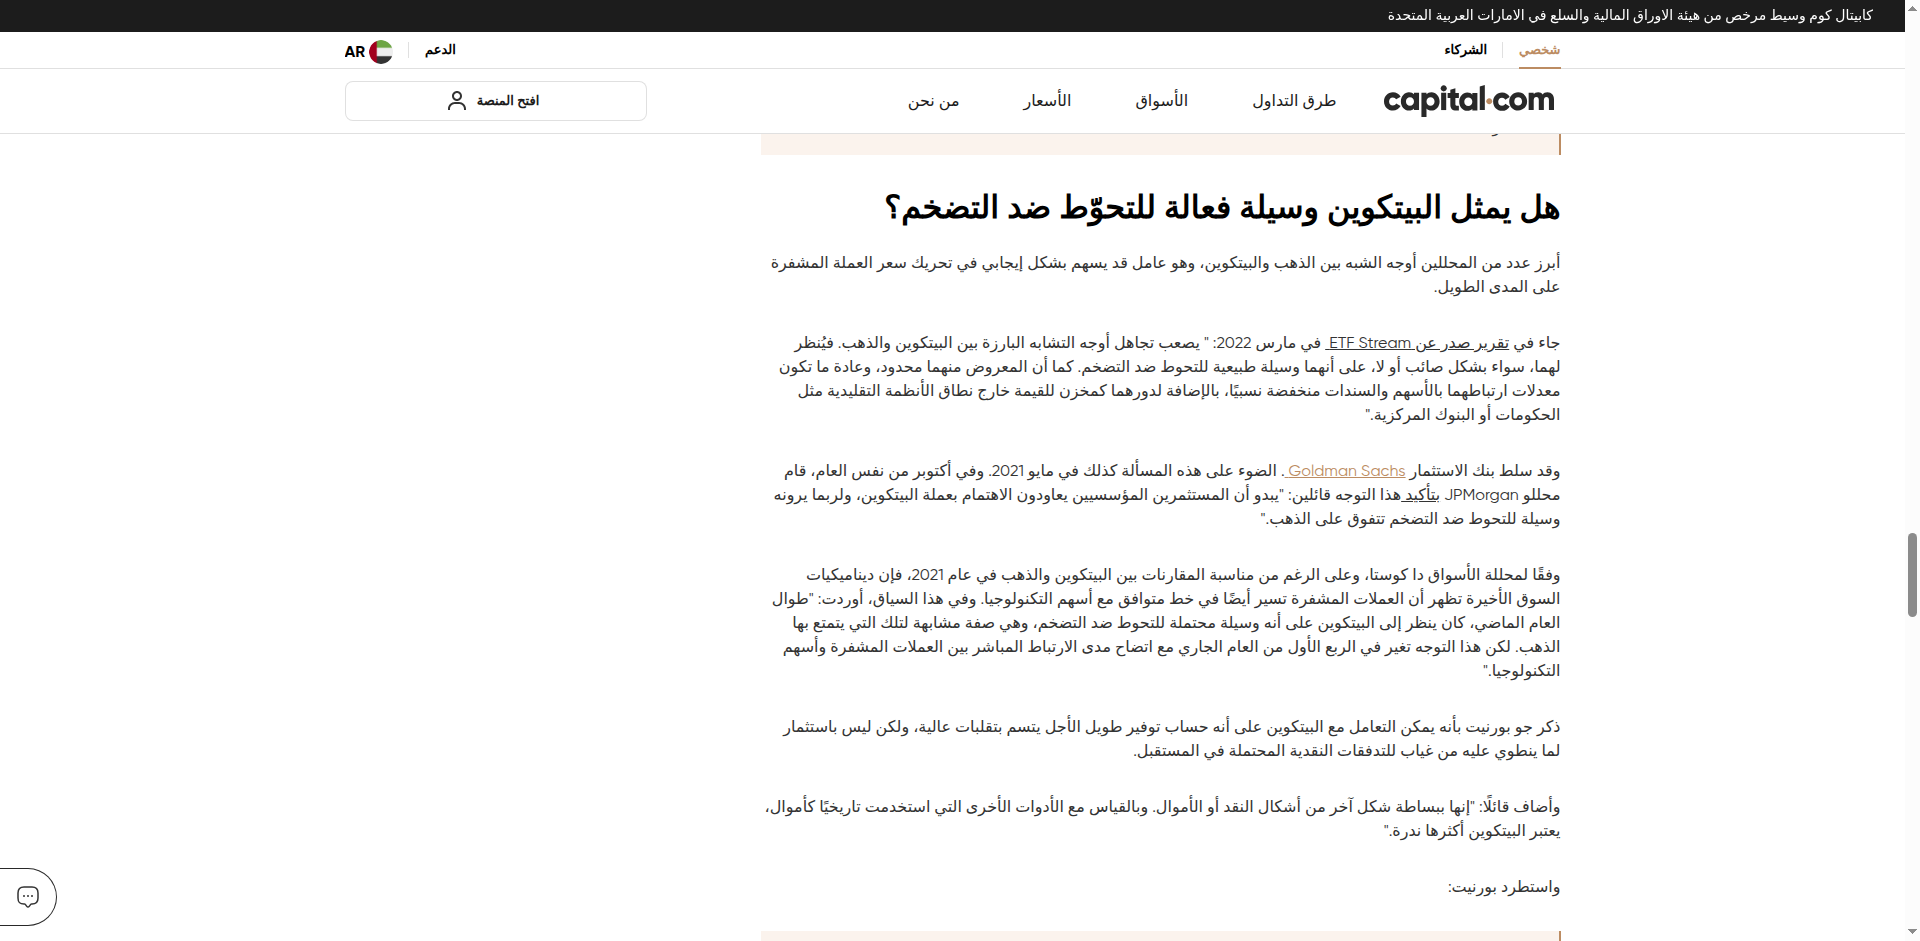 كابيتال كوم وسيط مرخص من هيئة الاوراق المالية والسلع في الامارات العربية المتحدة
شخصي
الشركاء
الدعم
AR
capital.com
طرق التداول
الأسواق
الأسعار
من نحن
افتح المنصة
هل يمثل البيتكوين وسيلة فعالة للتحوّط ضد التضخم؟
أبرز عدد من المحللين أوجه الشبه بين الذهب والبيتكوين، وهو عامل قد يسهم بشكل إيجابي في تحريك سعر العملة المشفرة
على المدى الطويل.
جاء في تقرير صدر عن ETF Stream في مارس 2022: " يصعب تجاهل أوجه التشابه البارزة بين البيتكوين والذهب. فيُنظر
لهما، سواء بشكل صائب أو لا، على أنهما وسيلة طبيعية للتحوط ضد التضخم. كما أن المعروض منهما محدود، وعادة ما تكون
معدلات ارتباطهما بالأسهم والسندات منخفضة نسبيًا، بالإضافة لدورهما كمخزن للقيمة خارج نطاق الأنظمة التقليدية مثل
الحكومات أو البنوك المركزية."
وقد سلط بنك الاستثمار Goldman Sachs . الضوء على هذه المسألة كذلك في مايو 2021. وفي أكتوبر من نفس العام، قام
محللو JPMorgan بتأكيد هذا التوجه قائلين: "يبدو أن المستثمرين المؤسسيين يعاودون الاهتمام بعملة البيتكوين، ولربما يرونه
وسيلة للتحوط ضد التضخم تتفوق على الذهب."
وفقًا لمحللة الأسواق دا كوستا، وعلى الرغم من مناسبة المقارنات بين البيتكوين والذهب في عام 2021، فإن ديناميكيات
السوق الأخيرة تظهر أن العملات المشفرة تسير أيضًا في خط متوافق مع أسهم التكنولوجيا. وفي هذا السياق، أوردت: "طوال
العام الماضي، كان ينظر إلى البيتكوين على أنه وسيلة محتملة للتحوط ضد التضخم، وهي صفة مشابهة لتلك التي يتمتع بها
الذهب. لكن هذا التوجه تغير في الربع الأول من العام الجاري مع اتضاح مدى الارتباط المباشر بين العملات المشفرة وأسهم
التكنولوجيا."
ذكر جو بورنيت بأنه يمكن التعامل مع البيتكوين على أنه حساب توفير طويل الأجل يتسم بتقلبات عالية، ولكن ليس باستثمار
لما ينطوي عليه من غياب للتدفقات النقدية المحتملة في المستقبل.
وأضاف قائلًا: "إنها ببساطة شكل آخر من أشكال النقد أو الأموال. وبالقياس مع الأدوات الأخرى التي استخدمت تاريخيًا كأموال،
يعتبر البيتكوين أكثرها ندرة."
واستطرد بورنيت: